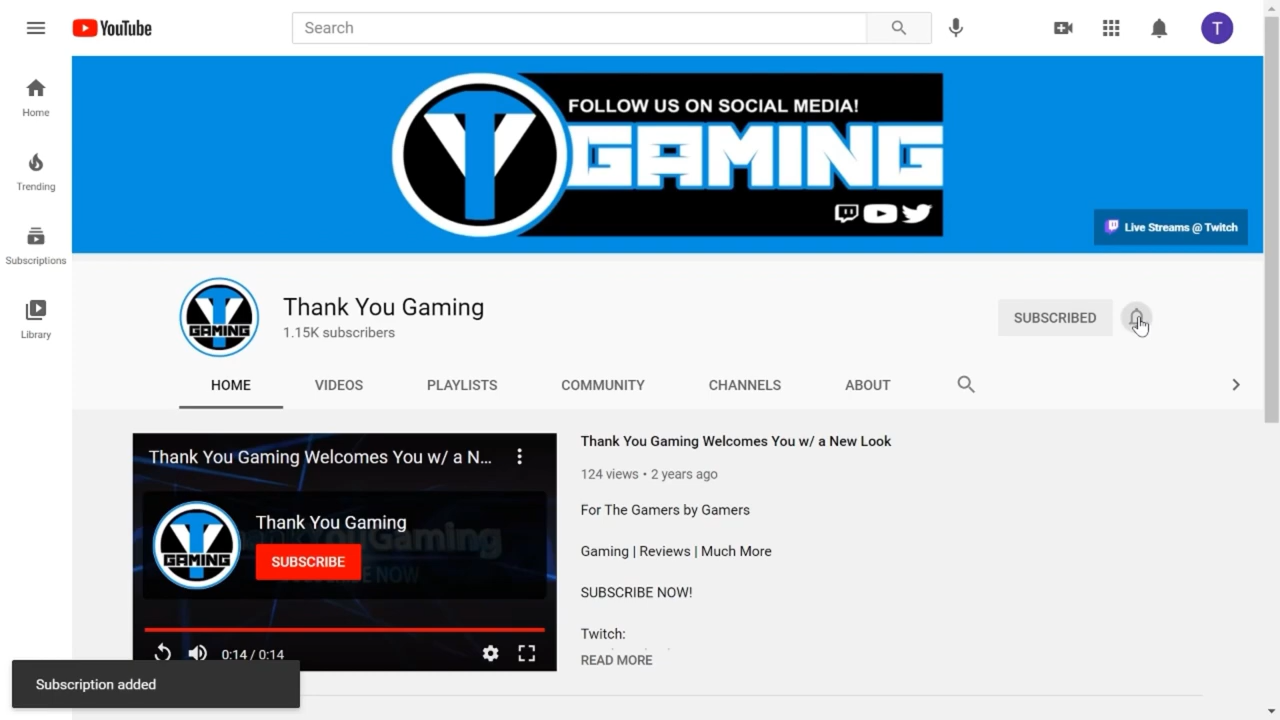 YouTube
Search
T
Home
Trending
Subscriptions
Library
FOLLOW US ON SOCIAL MEDIA!
TY GAMING
Live Streams @ Twitch
GAMING
Thank You Gaming
1.15K subscribers
SUBSCRIBED
HOME VIDEOS PLAYLISTS COMMUNITY CHANNELS ABOUT
Thank You Gaming Welcomes You w/ a N...
Thank You Gaming
GAMING
SUBSCRIBE
0:14 / 0:14
Thank You Gaming Welcomes You w/ a New Look
124 views • 2 years ago
For The Gamers by Gamers
Gaming | Reviews | Much More
SUBSCRIBE NOW!
Twitch:
READ MORE
Subscription added